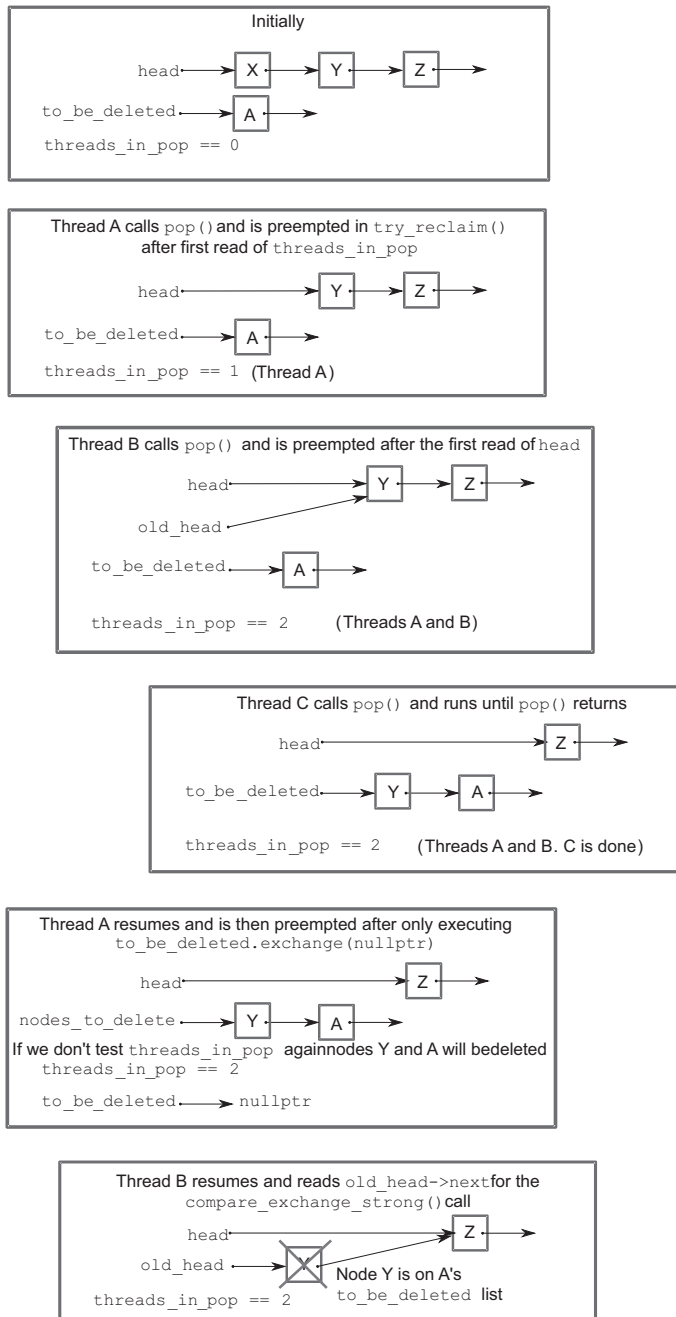 Initially
head X Y Z
to_be_deleted A
threads_in_pop == 0
Thread A calls pop() and is preempted in try_reclaim()
after first read of threads_in_pop
head Y Z
to_be_deleted A
threads_in_pop == 1 (Thread A)
Thread B calls pop() and is preempted after the first read of head
head Y Z
old_head
to_be_deleted A
threads_in_pop == 2 (Threads A and B)
Thread C calls pop() and runs until pop() returns
head Z
to_be_deleted Y A
threads_in_pop == 2 (Threads A and B. C is done)
Thread A resumes and is then preempted after only executing
to_be_deleted.exchange(nullptr)
head Z
nodes_to_delete Y A
If we don't test threads_in_pop againnodes Y and A will bedeleted
threads_in_pop == 2
to_be_deleted nullptr
Thread B resumes and reads old_head->next for the
compare_exchange_strong() call
head Z
old_head Y
Node Y is on A's
threads_in_pop == 2 to_be_deleted list